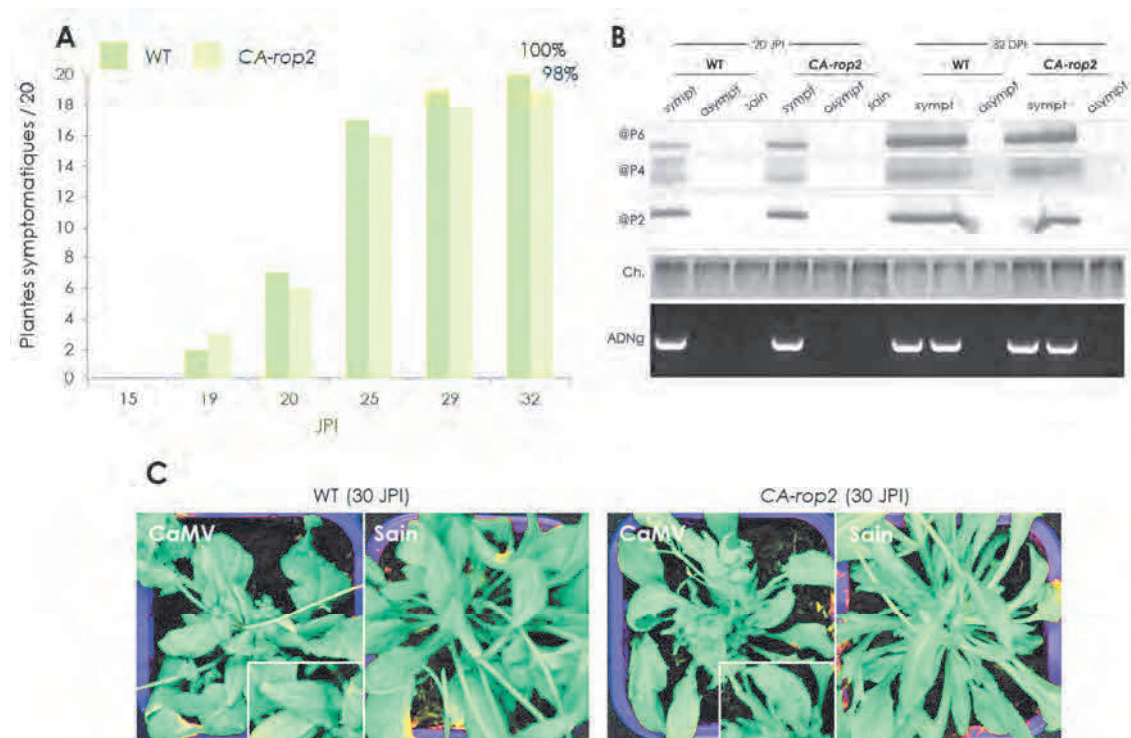 A
WT
CA-rop2
100%
98%
Plantes symptomatiques / 20
20
18
16
14
12
10
8
6
4
2
0
15
19
20
25
29
32
JPI
B
20 JPI
32 DPI
WT
CA-rop2
WT
CA-rop2
sympt
asympt
sain
sympt
asympt
sain
sympt
asympt
sympt
asympt
@P6
@P4
@P2
Ch.
ADNg
C
WT (30 JPI)
CA-rop2 (30 JPI)
CaMV
Sain
CaMV
Sain